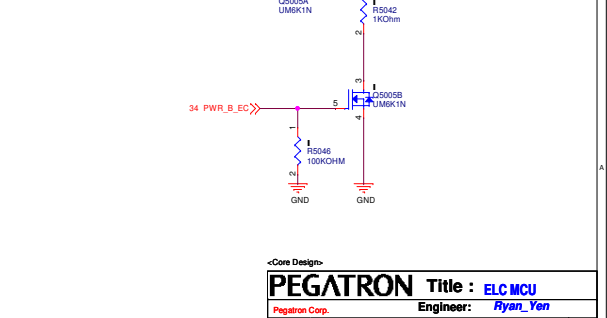 Q5005A
UM6K1N
R5042
1KOhm
2
3
Q5005B
UM6K1N
5
4
34 PWR_B_EC
1
R5046
100KOHM
2
GND
GND
A
<Core Design>
PEGATRON
Title : ELC MCU
Pegatron Corp.
Engineer: Ryan_Yen